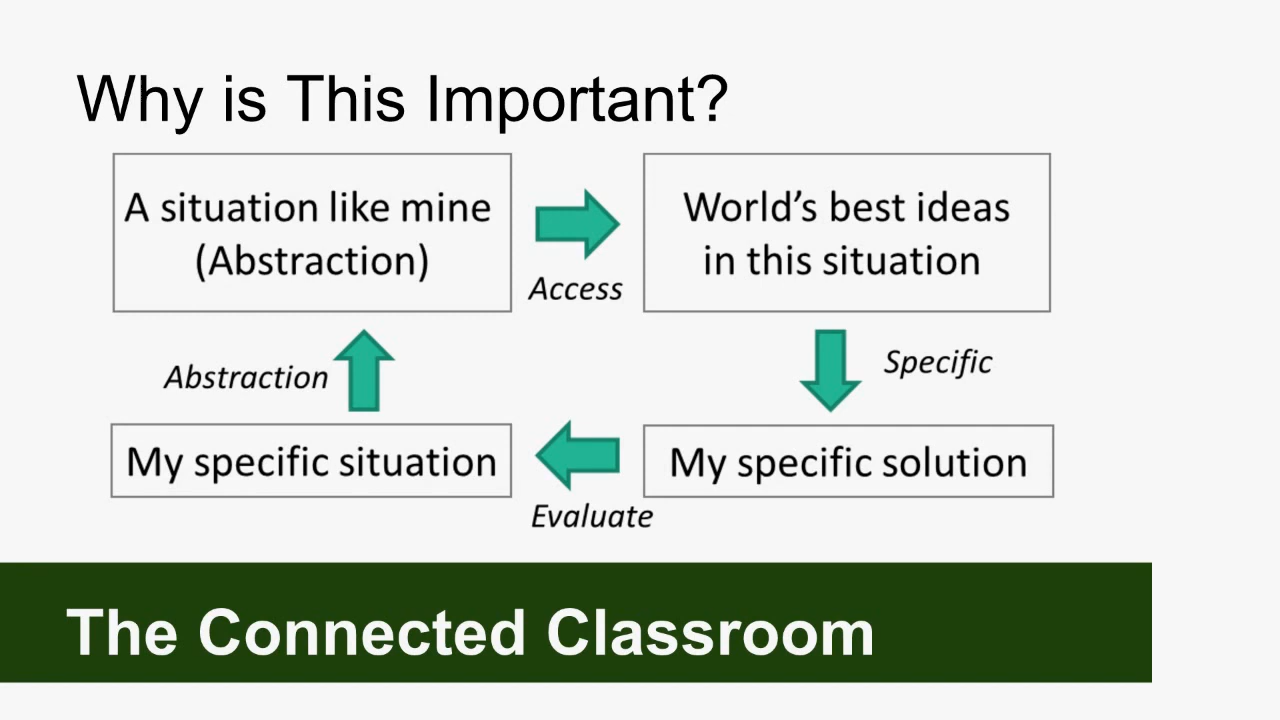 Why is This Important?
A situation like mine
(Abstraction)
Access
World's best ideas
in this situation
Abstraction
Specific
My specific situation
Evaluate
My specific solution
The Connected Classroom